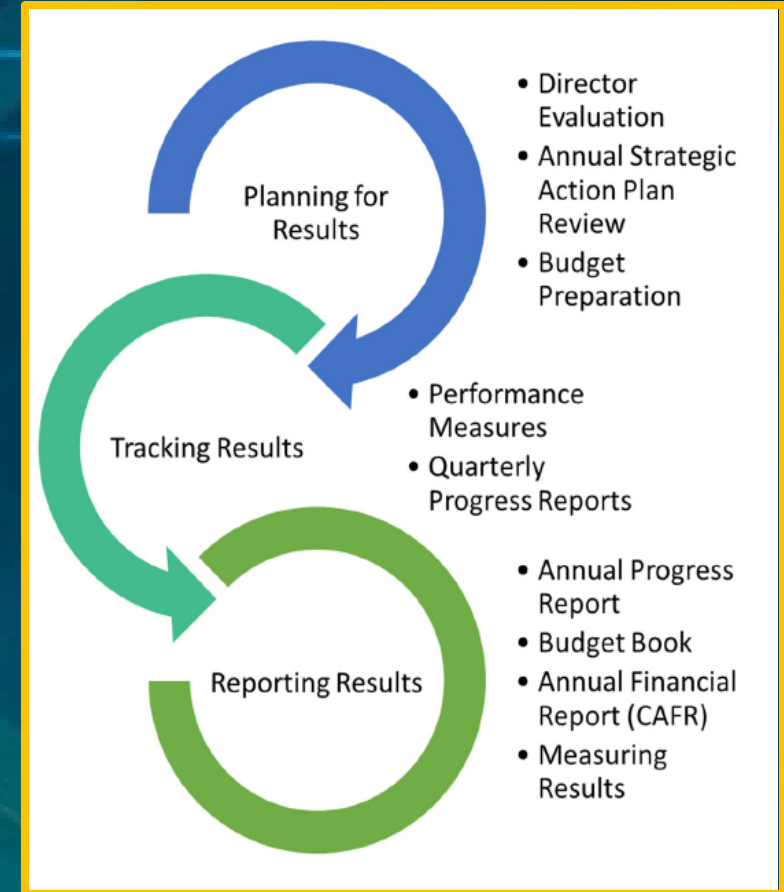 Planning for
Results
• Director
Evaluation
• Annual Strategic
Action Plan
Review
• Budget
Preparation
Tracking Results
• Performance
Measures
• Quarterly
Progress Reports
Reporting Results
• Annual Progress
Report
• Budget Book
• Annual Financial
Report (CAFR)
• Measuring
Results